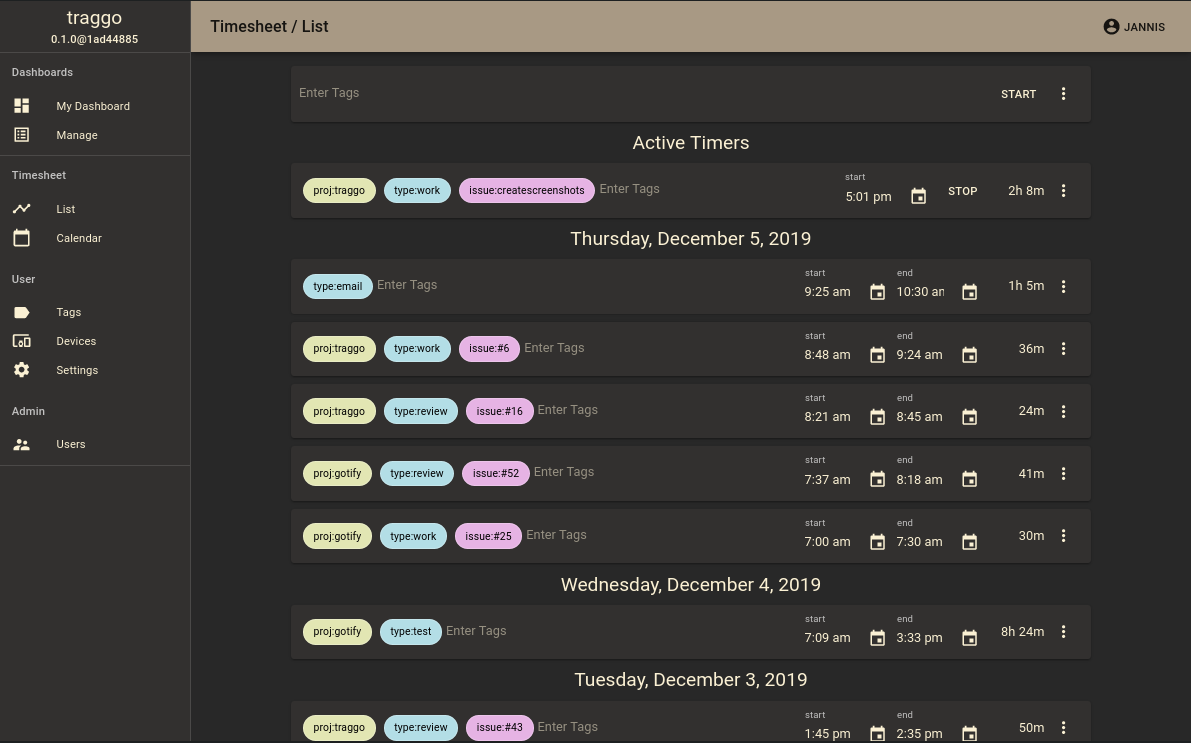 traggo
0.1.0@1ad44885
Dashboards
My Dashboard
Manage
Timesheet
List
Calendar
User
Tags
Devices
Settings
Admin
Users
Timesheet / List
JANNIS
Enter Tags START
Active Timers
proj:traggo type:work issue:createscreenshots Enter Tags start 5:01 pm STOP 2h 8m
Thursday, December 5, 2019
type:email Enter Tags start 9:25 am end 10:30 an 1h 5m
proj:traggo type:work issue:#6 Enter Tags start 8:48 am end 9:24 am 36m
proj:traggo type:review issue:#16 Enter Tags start 8:21 am end 8:45 am 24m
proj:gotify type:review issue:#52 Enter Tags start 7:37 am end 8:18 am 41m
proj:gotify type:work issue:#25 Enter Tags start 7:00 am end 7:30 am 30m
Wednesday, December 4, 2019
proj:gotify type:test Enter Tags start 7:09 am end 3:33 pm 8h 24m
Tuesday, December 3, 2019
proj:traggo type:review issue:#43 Enter Tags start 1:45 pm end 2:35 pm 50m